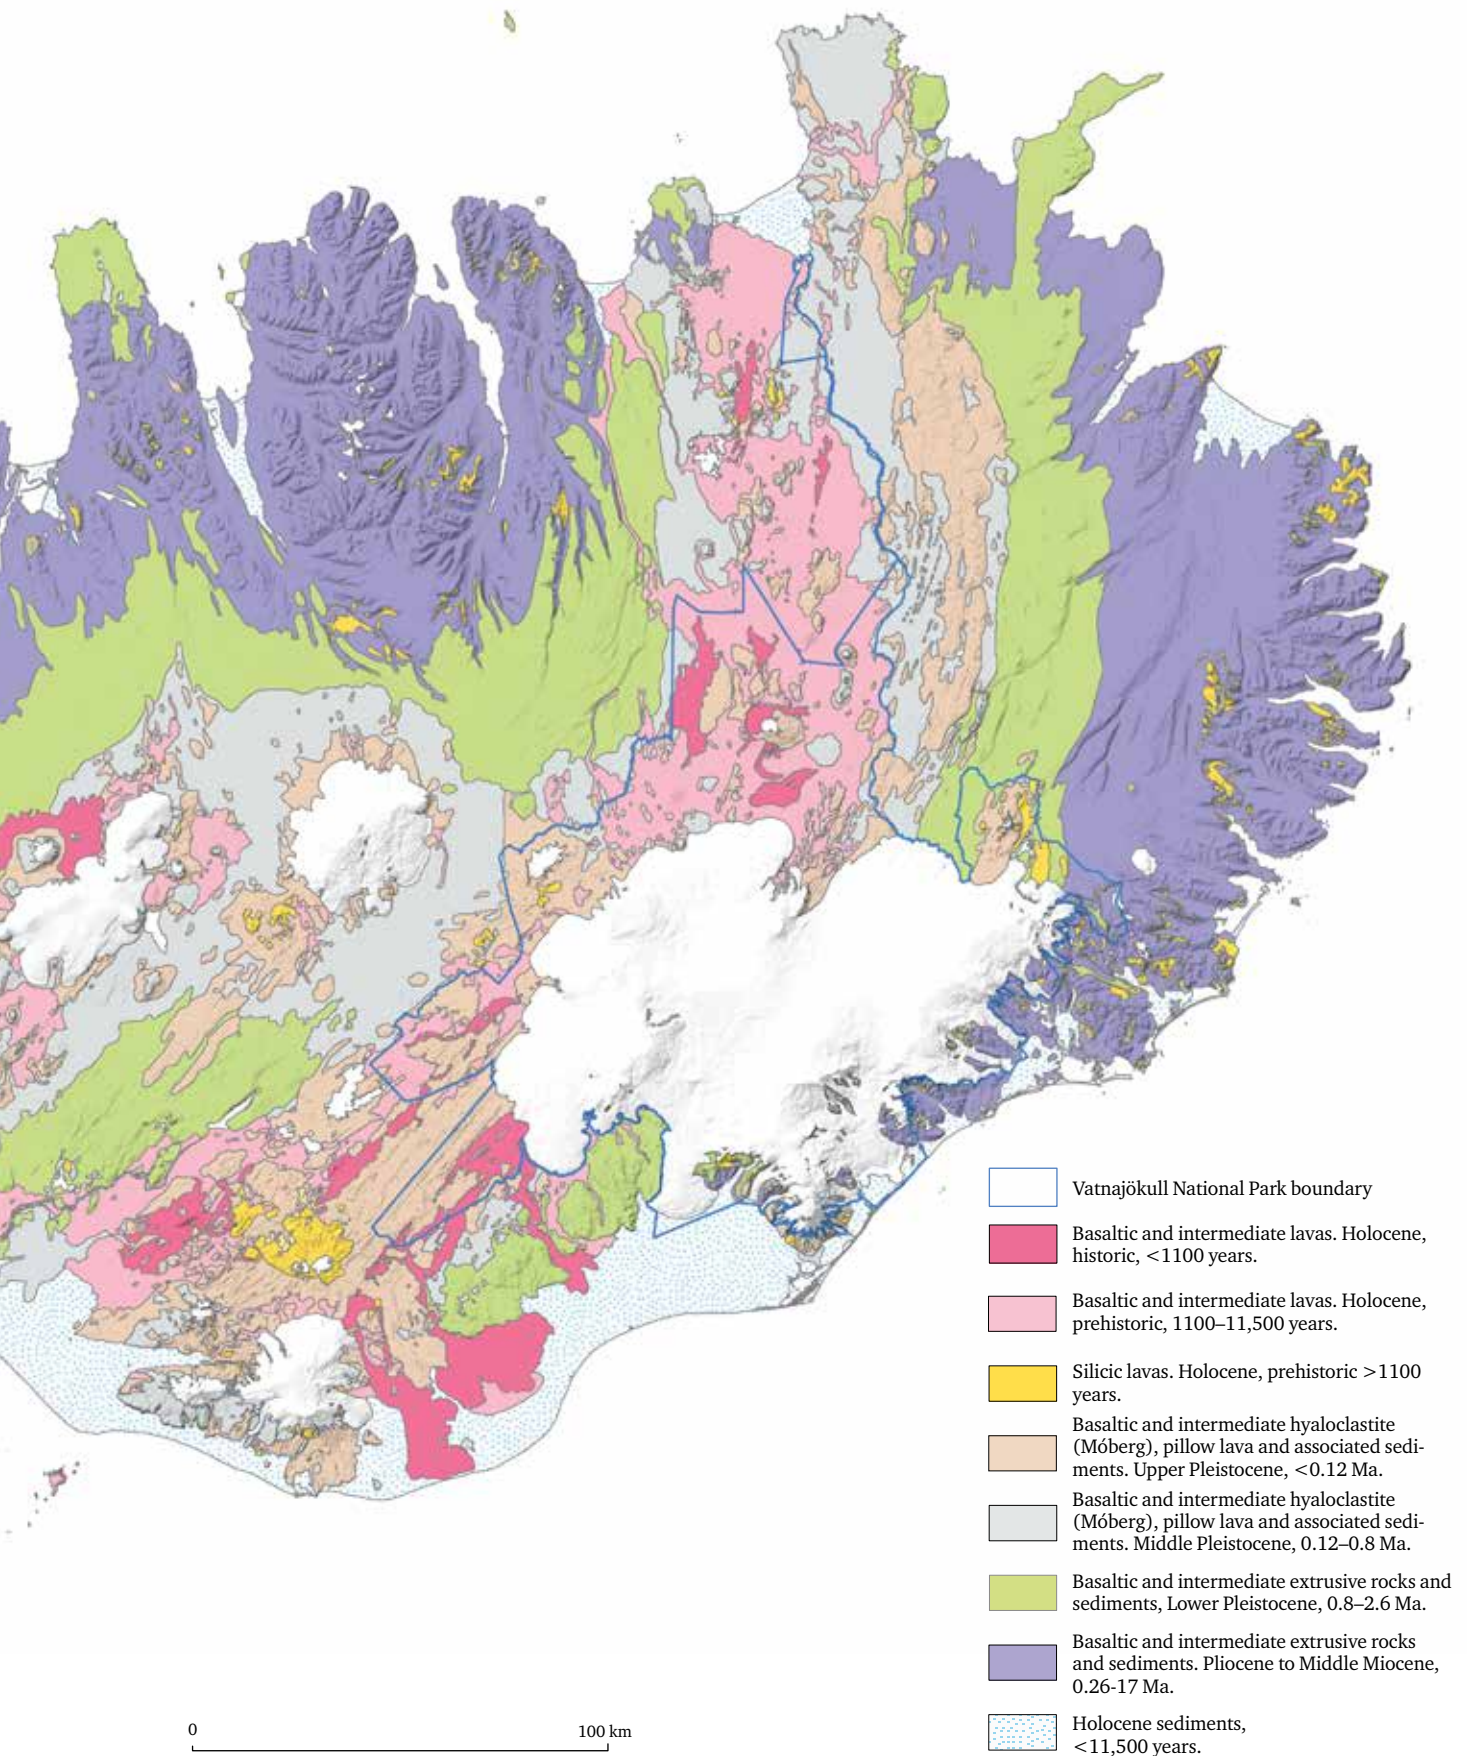 Vatnajökull National Park boundary
Basaltic and intermediate lavas. Holocene,
historic, <1100 years.
Basaltic and intermediate lavas. Holocene,
prehistoric, 1100–11,500 years.
Silicic lavas. Holocene, prehistoric >1100
years.
Basaltic and intermediate hyaloclastite
(Móberg), pillow lava and associated sedi-
ments. Upper Pleistocene, <0.12 Ma.
Basaltic and intermediate hyaloclastite
(Móberg), pillow lava and associated sedi-
ments. Middle Pleistocene, 0.12–0.8 Ma.
Basaltic and intermediate extrusive rocks and
sediments, Lower Pleistocene, 0.8–2.6 Ma.
Basaltic and intermediate extrusive rocks
and sediments. Pliocene to Middle Miocene,
0.26-17 Ma.
Holocene sediments,
<11,500 years.
0 100 km